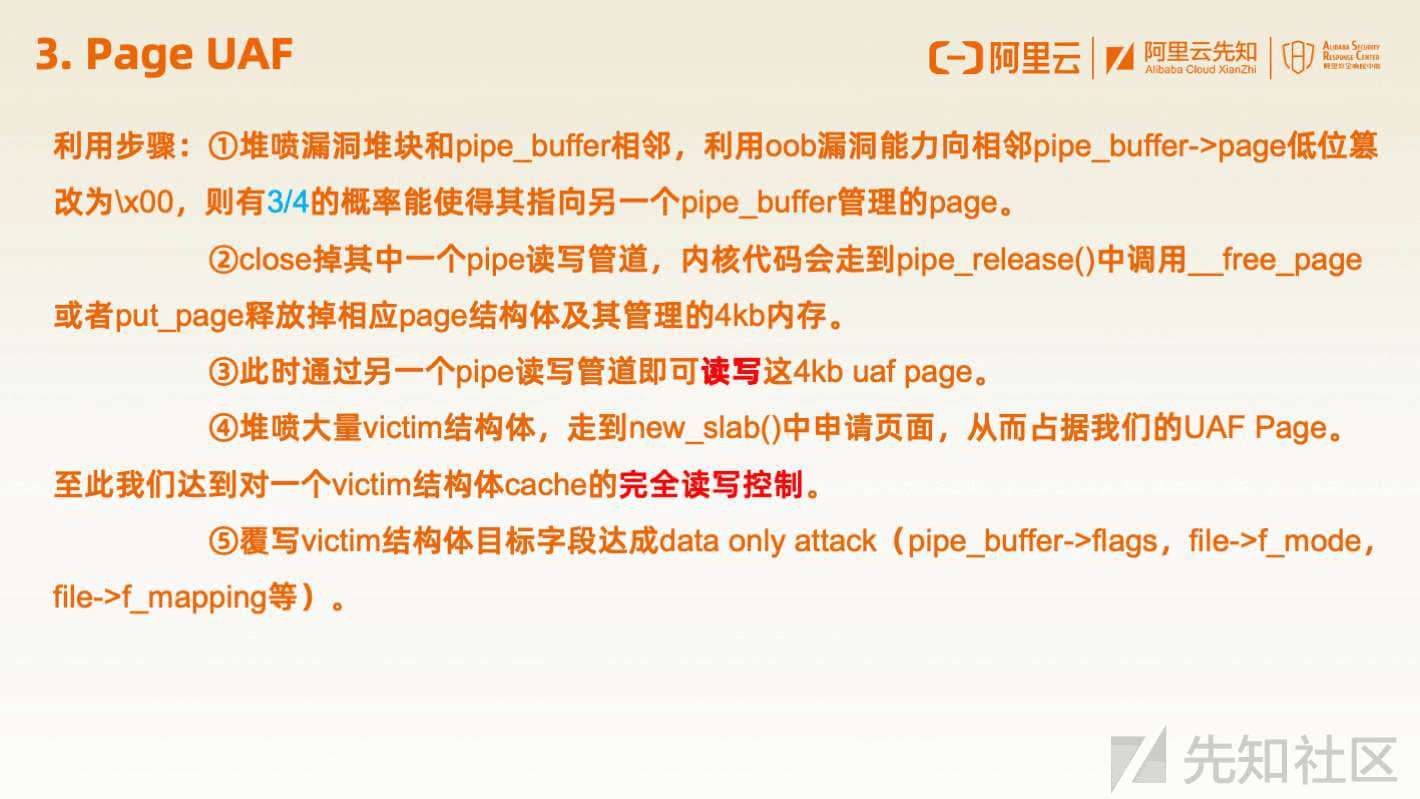 3. Page UAF
阿里云
阿里云先知
Alibaba Cloud XianZhi
ALIBABA SECURITY
RESPONSE CENTER
利用步骤：①堆喷漏洞堆块和pipe_buffer相邻，利用oob漏洞能力向相邻pipe_buffer->page低位篡
改为\x00，则有3/4的概率能使得其指向另一个pipe_buffer管理的page。
②close掉其中一个pipe读写管道，内核代码会走到pipe_release()中调用__free_page
或者put_page释放掉相应page结构体及其管理的4kb内存。
③此时通过另一个pipe读写管道即可读写这4kb uaf page。
④堆喷大量victim结构体，走到new_slab()中申请页面，从而占据我们的UAF Page。
至此我们达到对一个victim结构体cache的完全读写控制。
⑤覆写victim结构体目标字段达成data only attack（pipe_buffer->flags，file->f_mode，
file->f_mapping等）。
先知社区